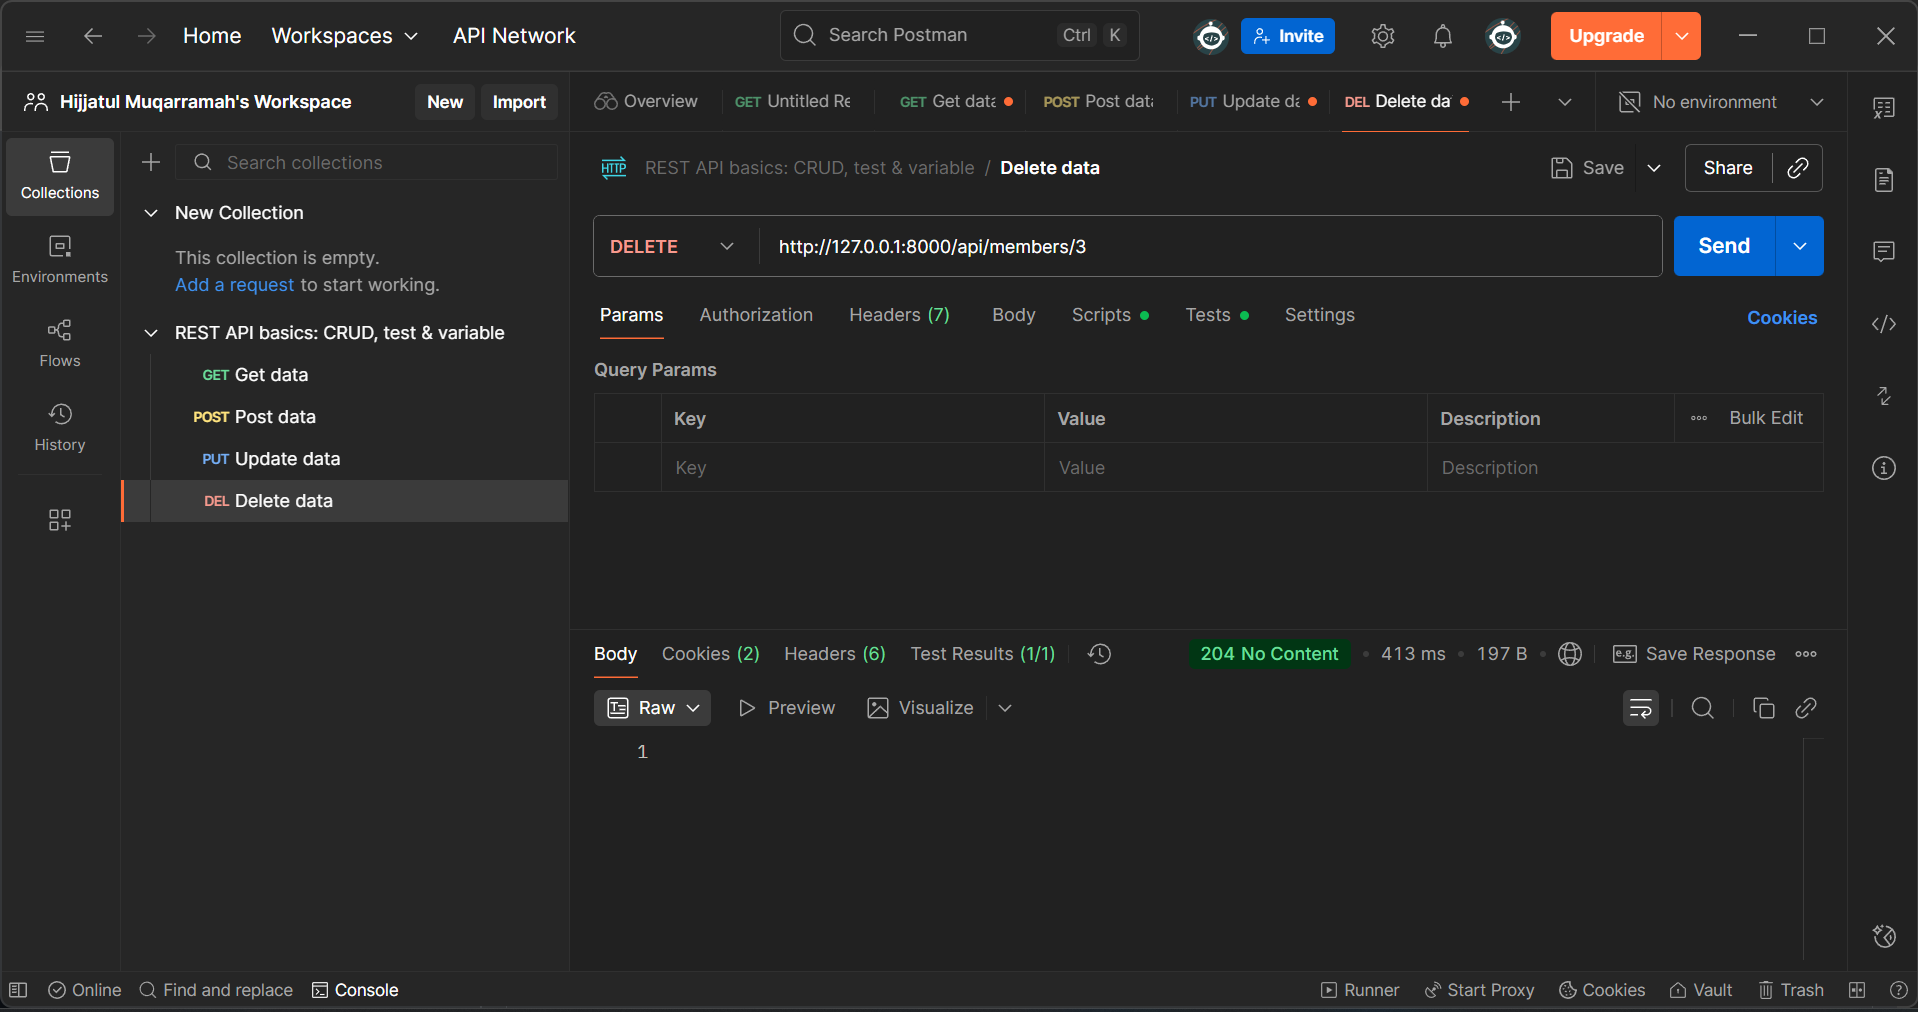 Home Workspaces API Network Search Postman Ctrl K Invite Upgrade
Hijjatul Muqarramah's Workspace New Import Overview GET Untitled Re GET Get data POST Post data PUT Update da DEL Delete da No environment
Collections
Environments
Flows
History
Search collections
New Collection
This collection is empty.
Add a request to start working.
REST API basics: CRUD, test & variable
GET Get data
POST Post data
PUT Update data
DEL Delete data
HTTP REST API basics: CRUD, test & variable / Delete data Save Share
DELETE http://127.0.0.1:8000/api/members/3 Send
Params Authorization Headers (7) Body Scripts Tests Settings Cookies
Query Params
Key Value Description Bulk Edit
Key Value Description
Body Cookies (2) Headers (6) Test Results (1/1) 204 No Content 413 ms 197 B e.g. Save Response
Raw Preview Visualize
1
Online Find and replace Console Runner Start Proxy Cookies Vault Trash